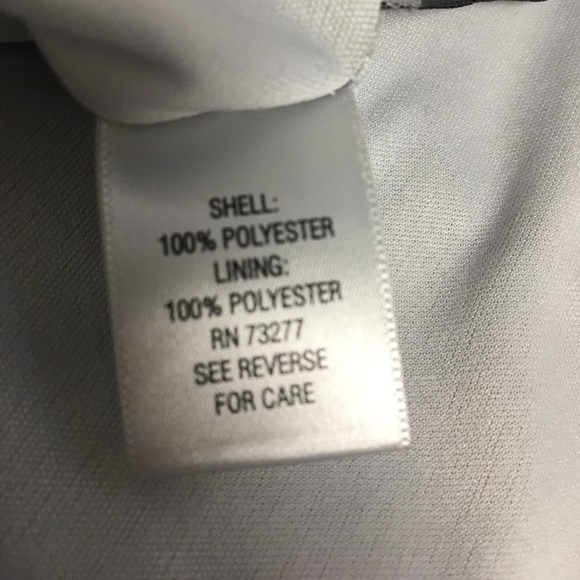 SHELL:
100% POLYESTER
LINING:
100% POLYESTER
RN 73277
SEE REVERSE
FOR CARE